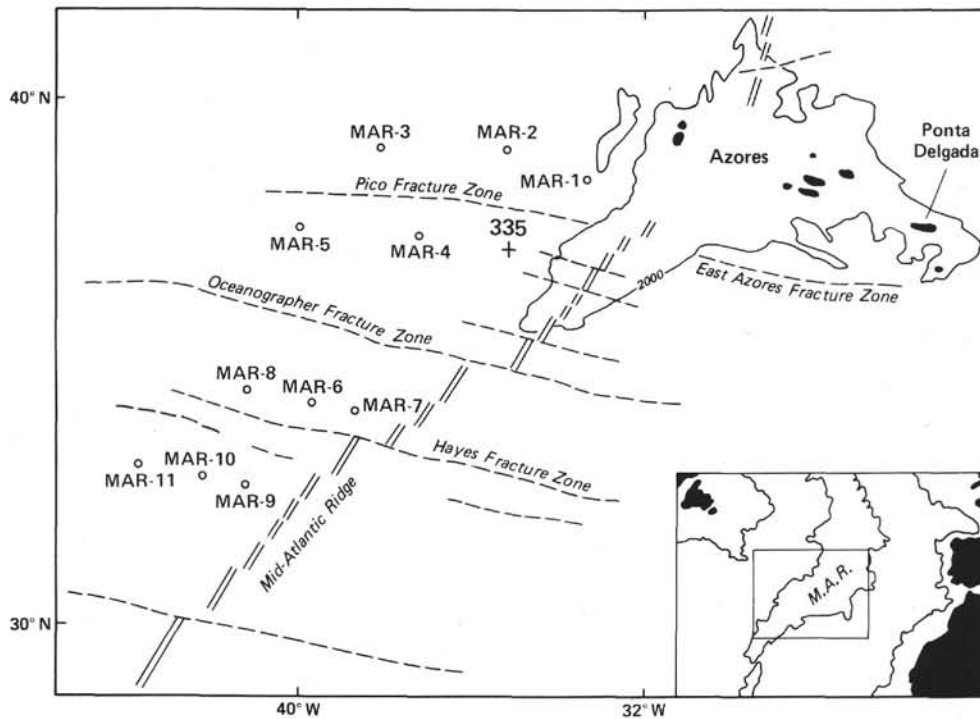 40° N
MAR-3
MAR-2
Ponta
Delgada
Azores
MAR-1
Pico Fracture Zone
335
MAR-5
MAR-4
2000
East Azores Fracture Zone
Oceanographer Fracture Zone
MAR-8
MAR-6
MAR-7
MAR-10
MAR-11
MAR-9
Hayes Fracture Zone
Mid-Atlantic Ridge
M.A.R.
30° N
40° W
32° W